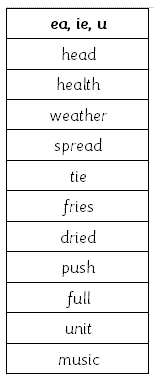 ea, ie, u
head
health
weather
spread
tie
fries
dried
push
full
unit
music